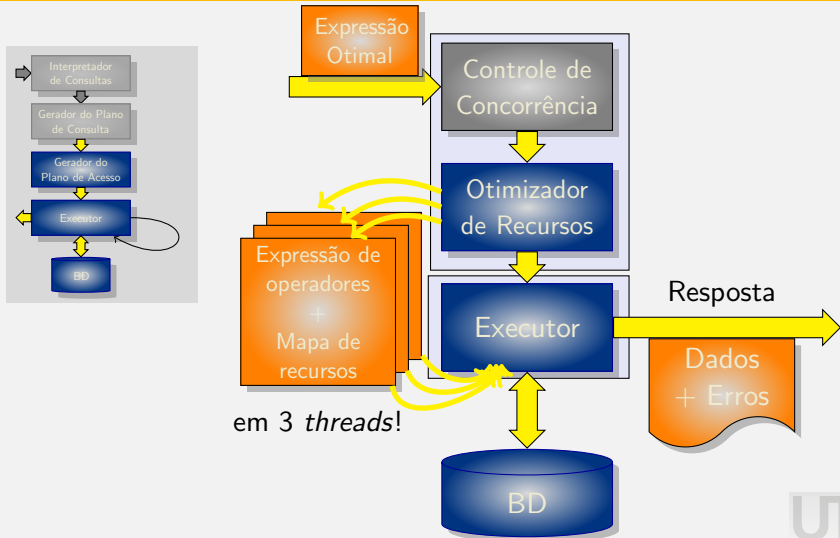 Interpretador
de Consultas
Gerador do Plano
de Consulta
Gerador do
Plano de Acesso
Executor
BD
Expressão
Otimal
Controle de
Concorrência
Otimizador
de Recursos
Expressão de
operadores
+
Mapa de
recursos
em 3 threads!
Executor
Resposta
Dados
+ Erros
BD